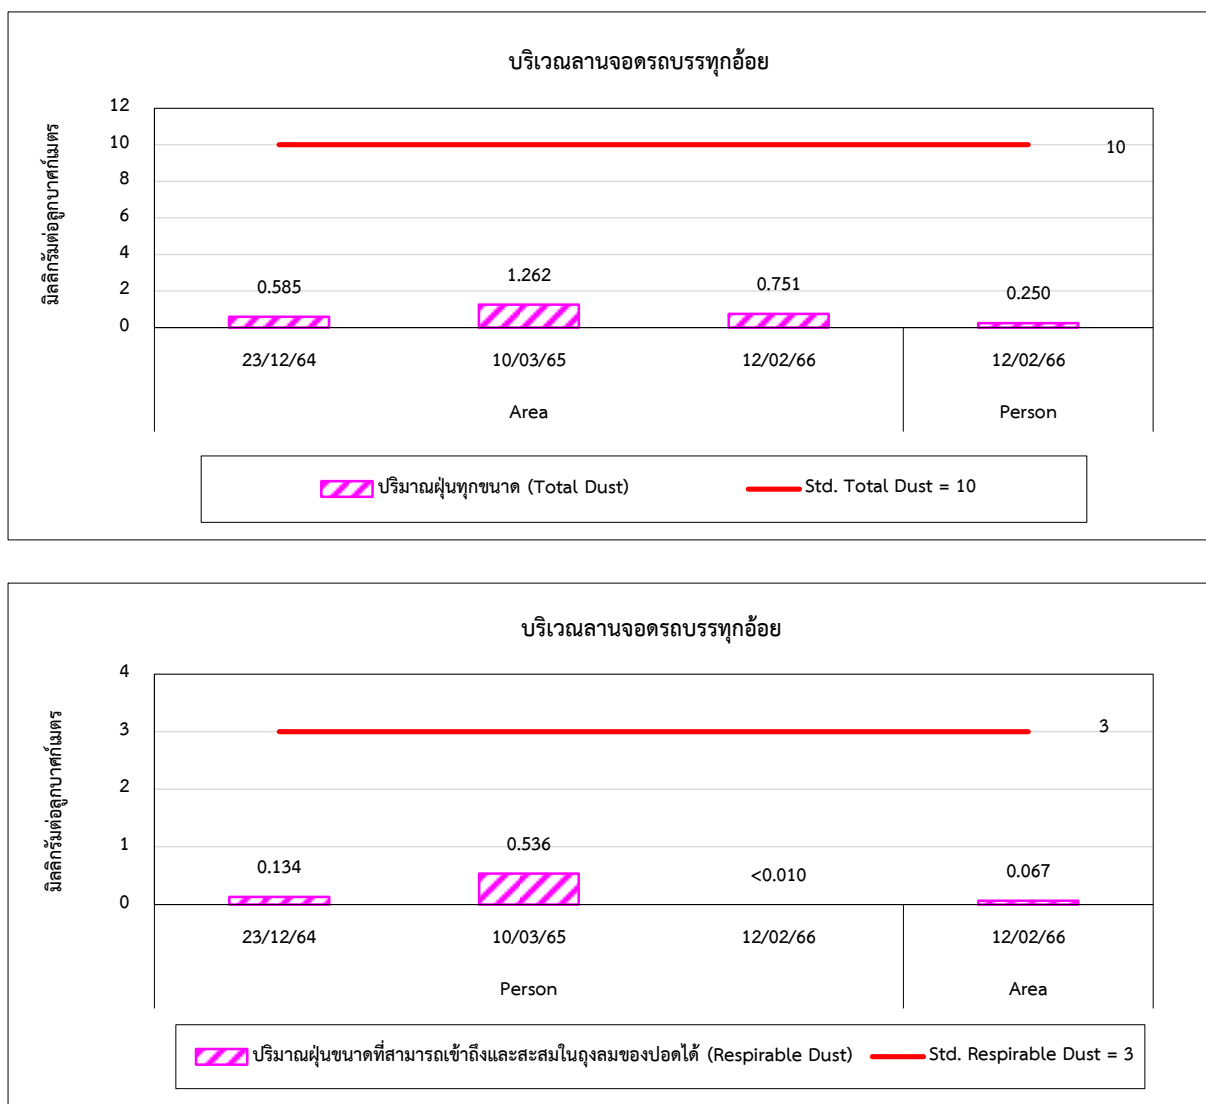 บริเวณลานจอดรถบรรทุกอ้อย
มิลลิกรัมต่อลูกบาศก์เมตร
12
10
8
6
4
2
0
10
0.585
1.262
0.751
0.250
23/12/64
10/03/65
12/02/66
12/02/66
Area
Person
ปริมาณฝุ่นทุกขนาด (Total Dust)
Std. Total Dust = 10
บริเวณลานจอดรถบรรทุกอ้อย
มิลลิกรัมต่อลูกบาศก์เมตร
4
3
2
1
0
3
0.134
0.536
<0.010
0.067
23/12/64
10/03/65
12/02/66
12/02/66
Person
Area
ปริมาณฝุ่นขนาดที่สามารถเข้าถึงและสะสมในถุงลมของปอดได้ (Respirable Dust)
Std. Respirable Dust = 3